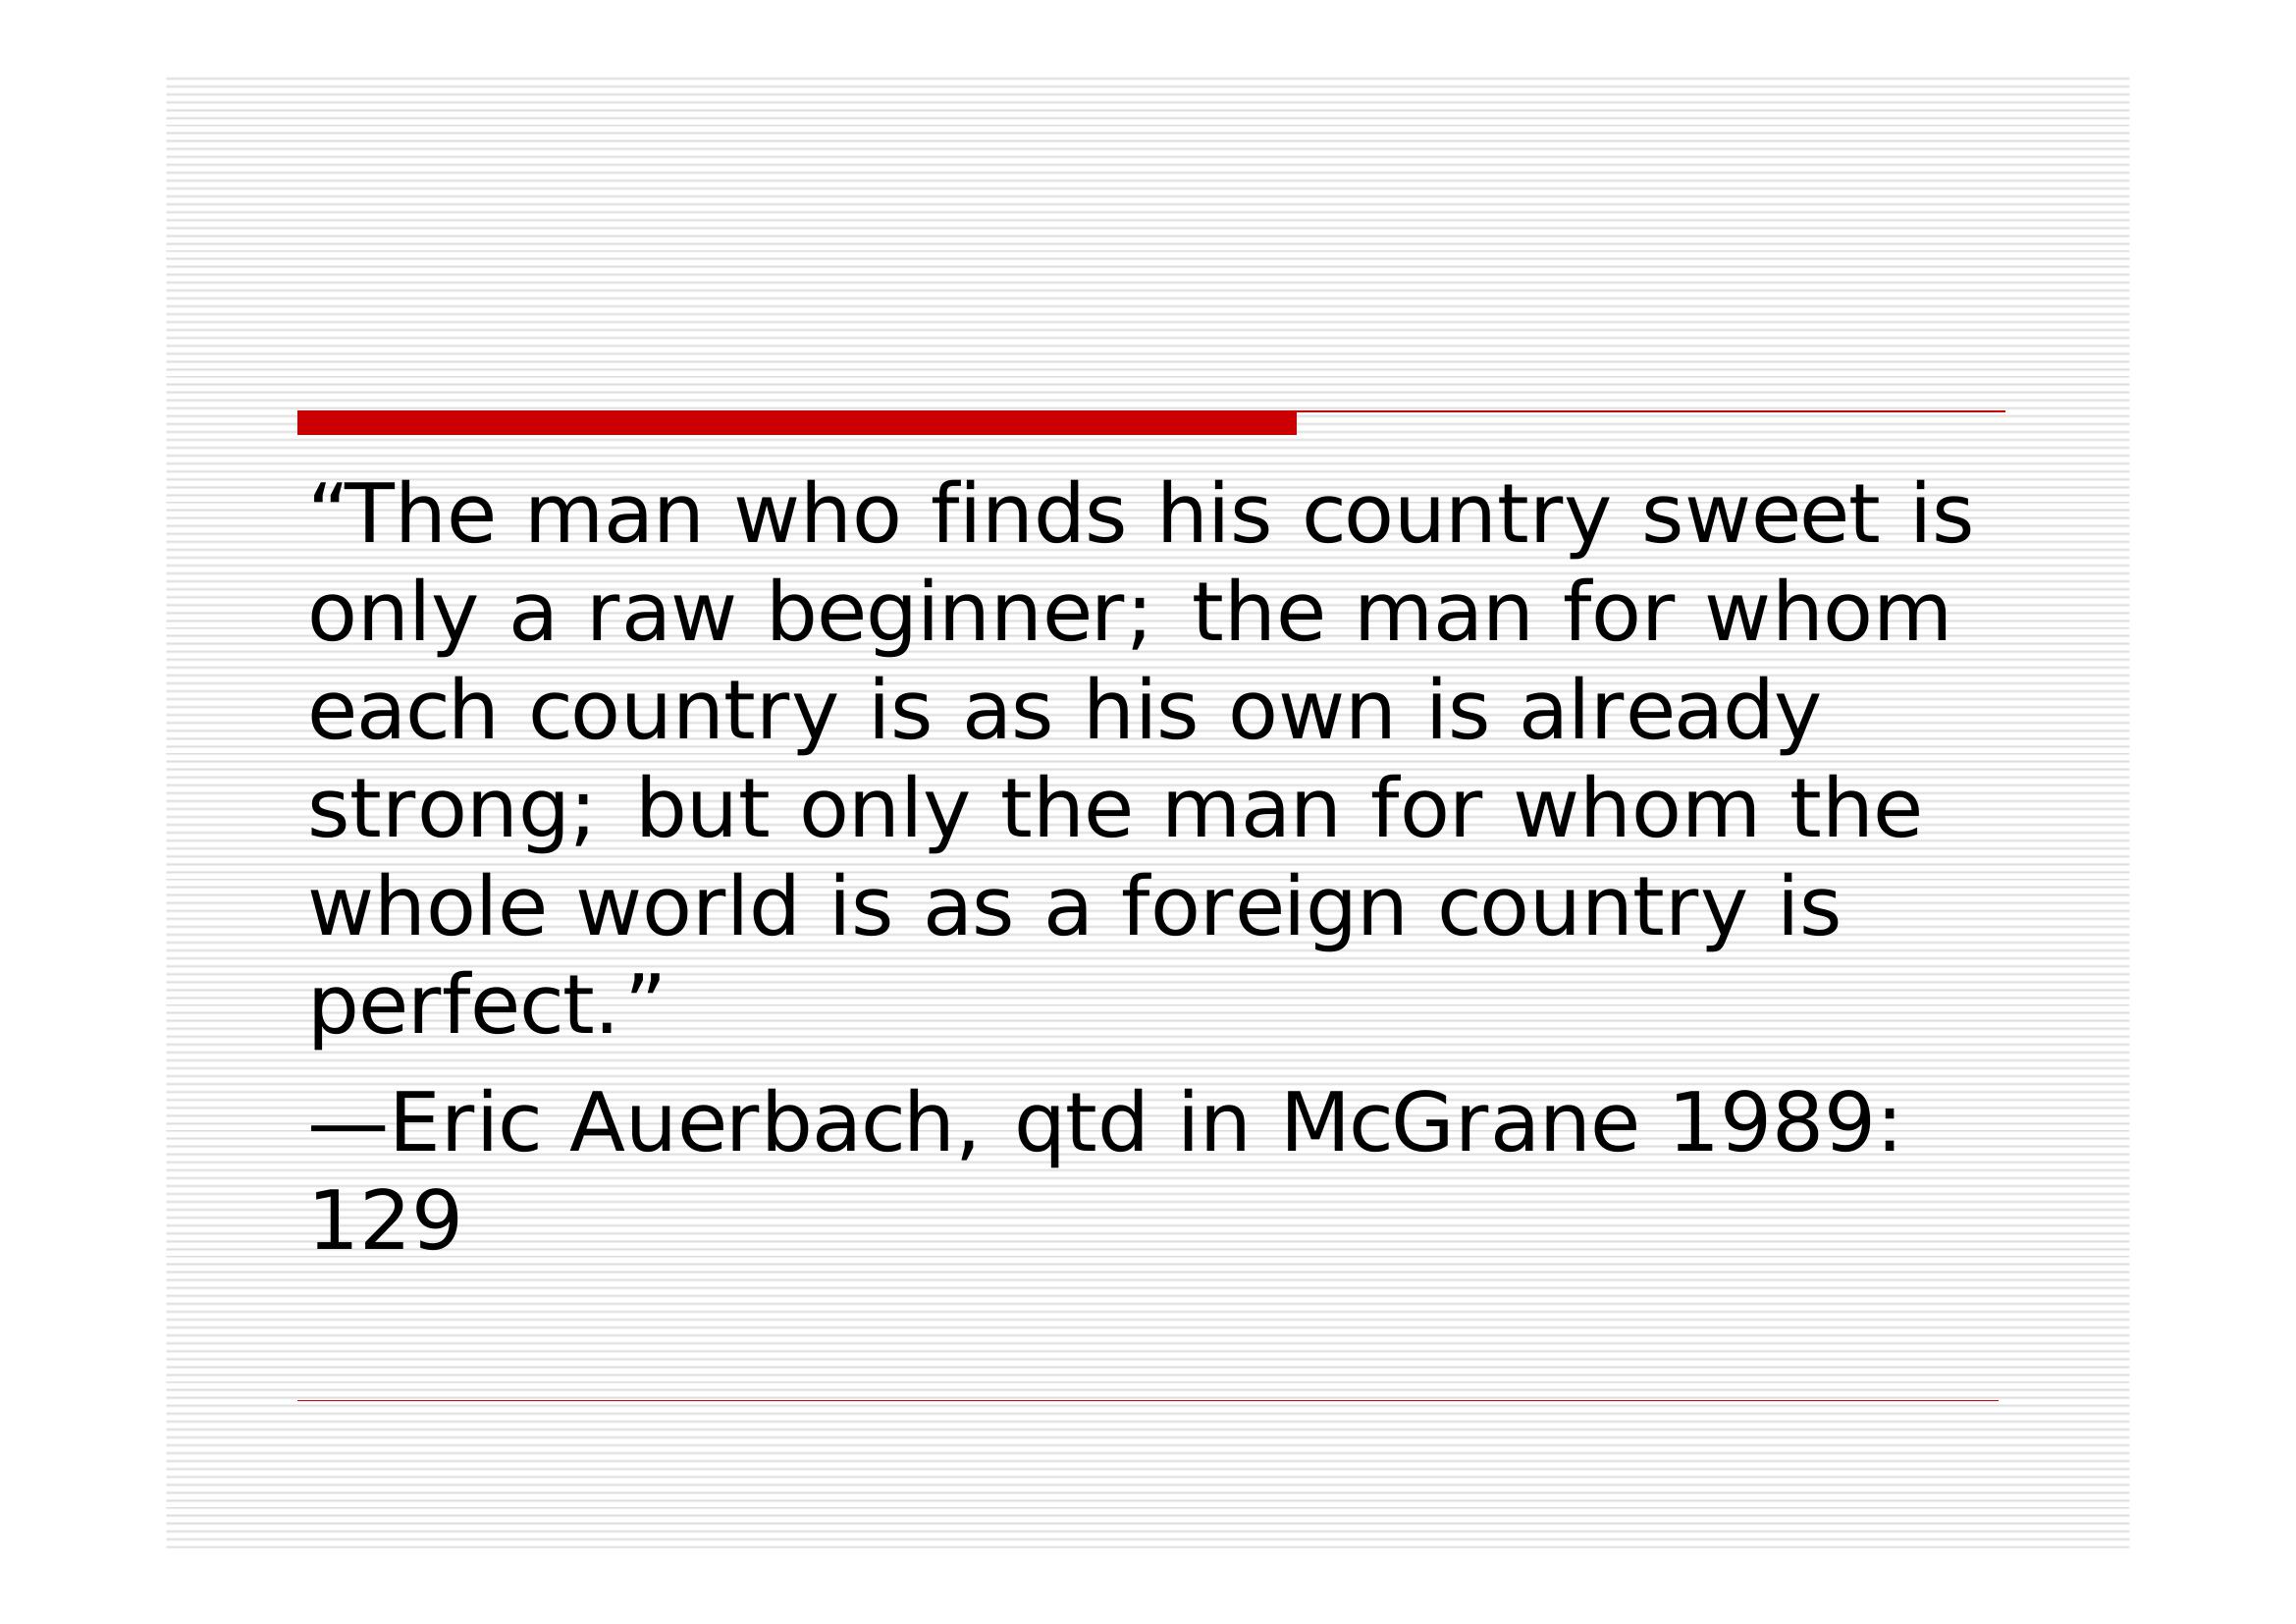 “The man who finds his country sweet is
only a raw beginner; the man for whom
each country is as his own is already
strong; but only the man for whom the
whole world is as a foreign country is
perfect.”
—Eric Auerbach, qtd in McGrane 1989:
129